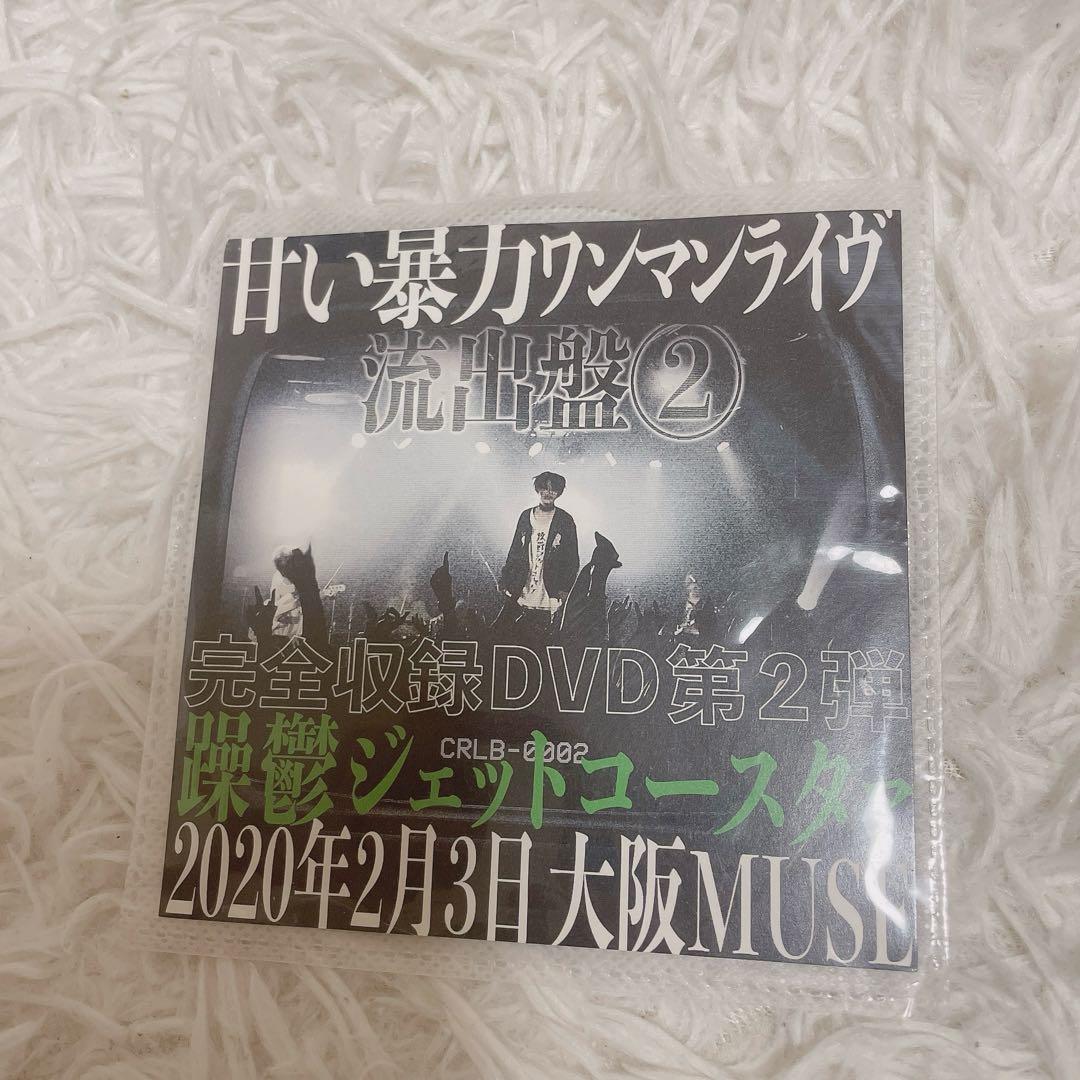 甘い暴力ワンマンライヴ
流出盤②
完全収録DVD第2弾
CRLB-0002
躁鬱ジェットコースター
2020年2月3日 大阪MUSE